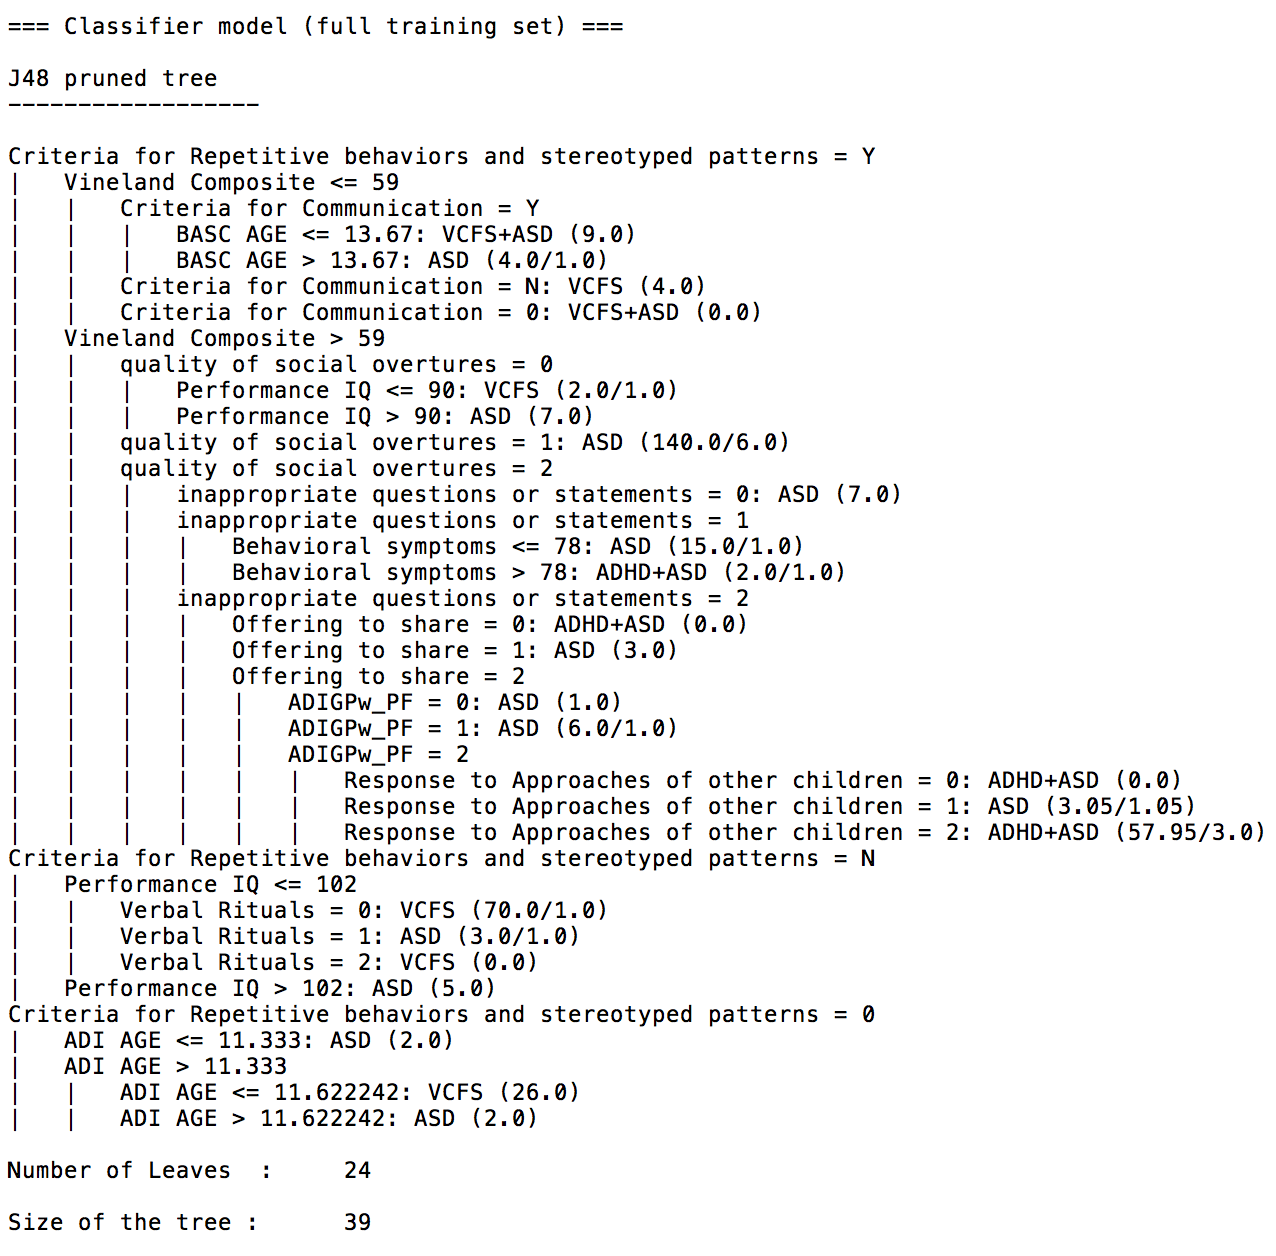 === Classifier model (full training set) ===
J48 pruned tree
------------------
Criteria for Repetitive behaviors and stereotyped patterns = Y
|   Vineland Composite <= 59
|   |   Criteria for Communication = Y
|   |   |   BASC AGE <= 13.67: VCFS+ASD (9.0)
|   |   |   BASC AGE > 13.67: ASD (4.0/1.0)
|   |   Criteria for Communication = N: VCFS (4.0)
|   |   Criteria for Communication = 0: VCFS+ASD (0.0)
|   Vineland Composite > 59
|   |   quality of social overtures = 0
|   |   |   Performance IQ <= 90: VCFS (2.0/1.0)
|   |   |   Performance IQ > 90: ASD (7.0)
|   |   quality of social overtures = 1: ASD (140.0/6.0)
|   |   quality of social overtures = 2
|   |   |   inappropriate questions or statements = 0: ASD (7.0)
|   |   |   inappropriate questions or statements = 1
|   |   |   |   Behavioral symptoms <= 78: ASD (15.0/1.0)
|   |   |   |   Behavioral symptoms > 78: ADHD+ASD (2.0/1.0)
|   |   |   inappropriate questions or statements = 2
|   |   |   |   Offering to share = 0: ADHD+ASD (0.0)
|   |   |   |   Offering to share = 1: ASD (3.0)
|   |   |   |   Offering to share = 2
|   |   |   |   |   ADIGPw_PF = 0: ASD (1.0)
|   |   |   |   |   ADIGPw_PF = 1: ASD (6.0/1.0)
|   |   |   |   |   ADIGPw_PF = 2
|   |   |   |   |   |   Response to Approaches of other children = 0: ADHD+ASD (0.0)
|   |   |   |   |   |   Response to Approaches of other children = 1: ASD (3.05/1.05)
|   |   |   |   |   |   Response to Approaches of other children = 2: ADHD+ASD (57.95/3.0)
Criteria for Repetitive behaviors and stereotyped patterns = N
|   Performance IQ <= 102
|   |   Verbal Rituals = 0: VCFS (70.0/1.0)
|   |   Verbal Rituals = 1: ASD (3.0/1.0)
|   |   Verbal Rituals = 2: VCFS (0.0)
|   Performance IQ > 102: ASD (5.0)
Criteria for Repetitive behaviors and stereotyped patterns = 0
|   ADI AGE <= 11.333: ASD (2.0)
|   ADI AGE > 11.333
|   |   ADI AGE <= 11.622242: VCFS (26.0)
|   |   ADI AGE > 11.622242: ASD (2.0)
Number of Leaves  :     24
Size of the tree :      39